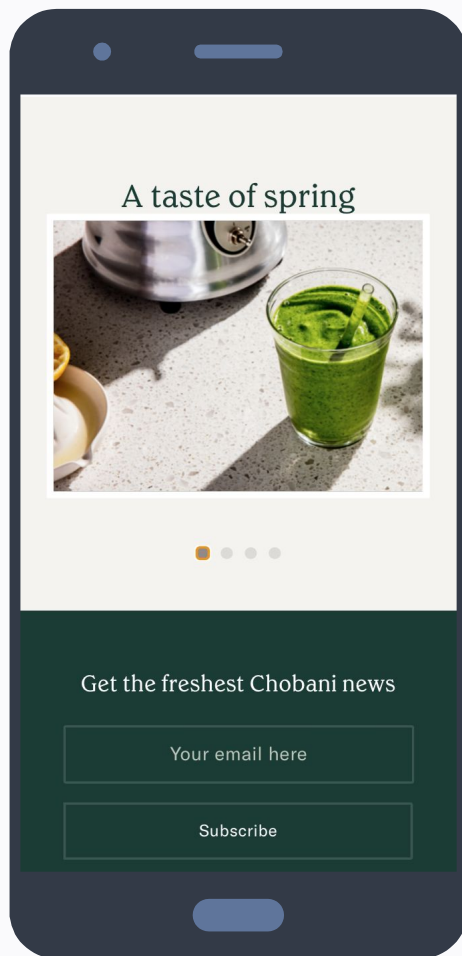 A taste of spring
Get the freshest Chobani news
Your email here
Subscribe